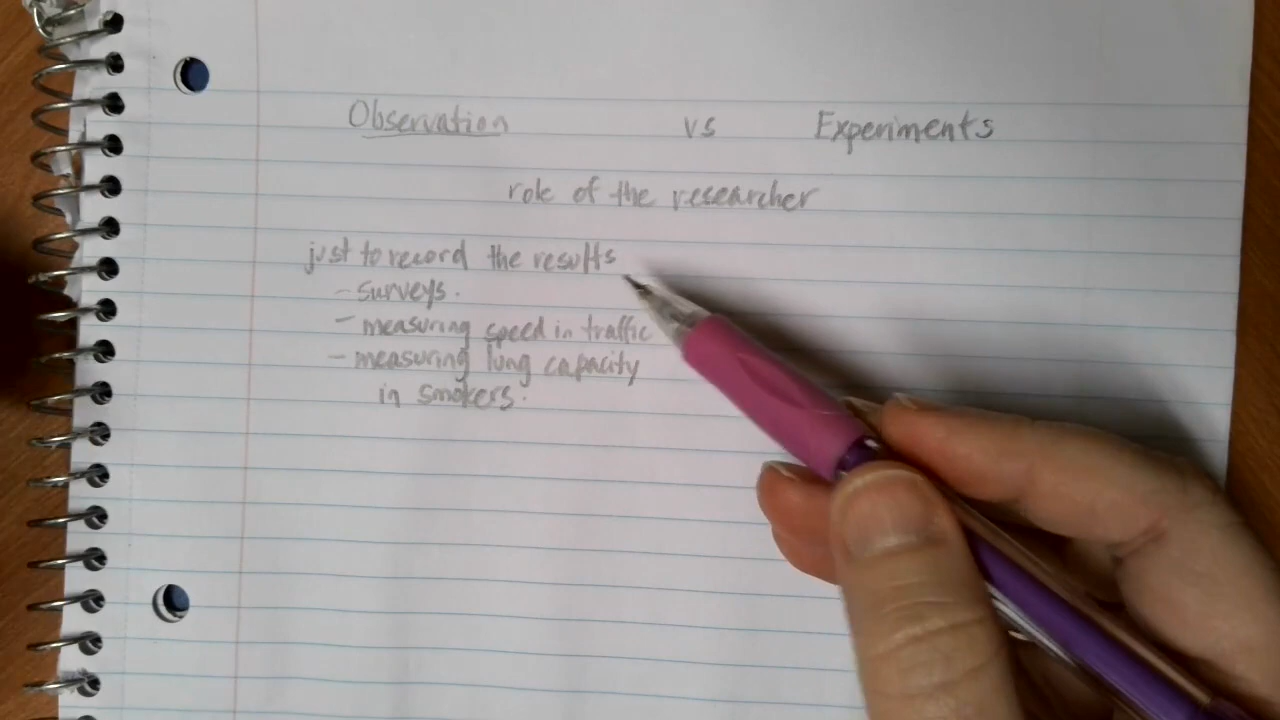 Observation vs Experiments
role of the researcher
just to record the results
- surveys.
- measuring speed in traffic
- measuring lung capacity
in smokers.